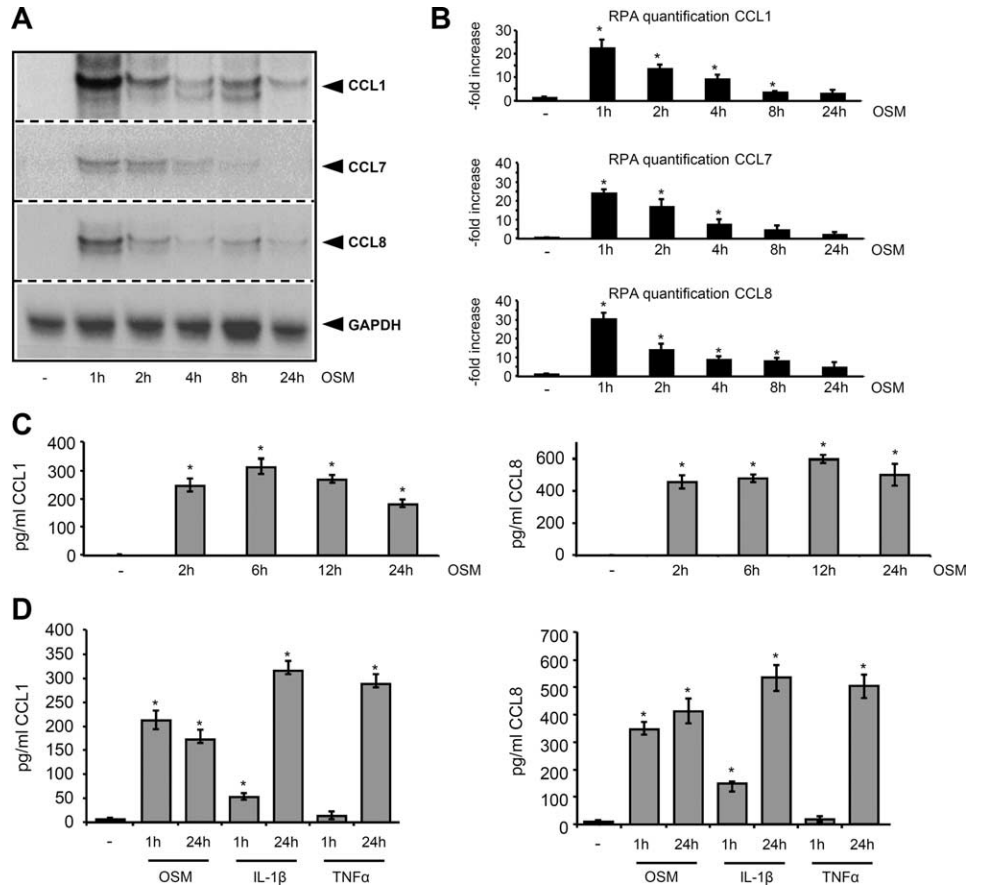 A
CCL1
CCL7
CCL8
GAPDH
- 1h 2h 4h 8h 24h OSM
B
RPA quantification CCL1
-fold increase
30
20
10
0
- 1h 2h 4h 8h 24h OSM
* * * *
RPA quantification CCL7
-fold increase
40
30
20
10
0
- 1h 2h 4h 8h 24h
* * *
OSM
RPA quantification CCL8
-fold increase
40
30
20
10
0
- 1h 2h 4h 8h 24h OSM
* * * *
C
pg/ml CCL1
400
300
200
100
0
* * * *
- 2h 6h 12h 24h OSM
pg/ml CCL8
600
400
200
0
* * * *
- 2h 6h 12h 24h OSM
D
pg/ml CCL1
400
350
300
250
200
150
100
50
0
* * * * *
- 1h 24h 1h 24h 1h 24h
OSM IL-1β TNFα
pg/ml CCL8
700
600
500
400
300
200
100
0
* * * * *
- 1h 24h 1h 24h 1h 24h
OSM IL-1β TNFα